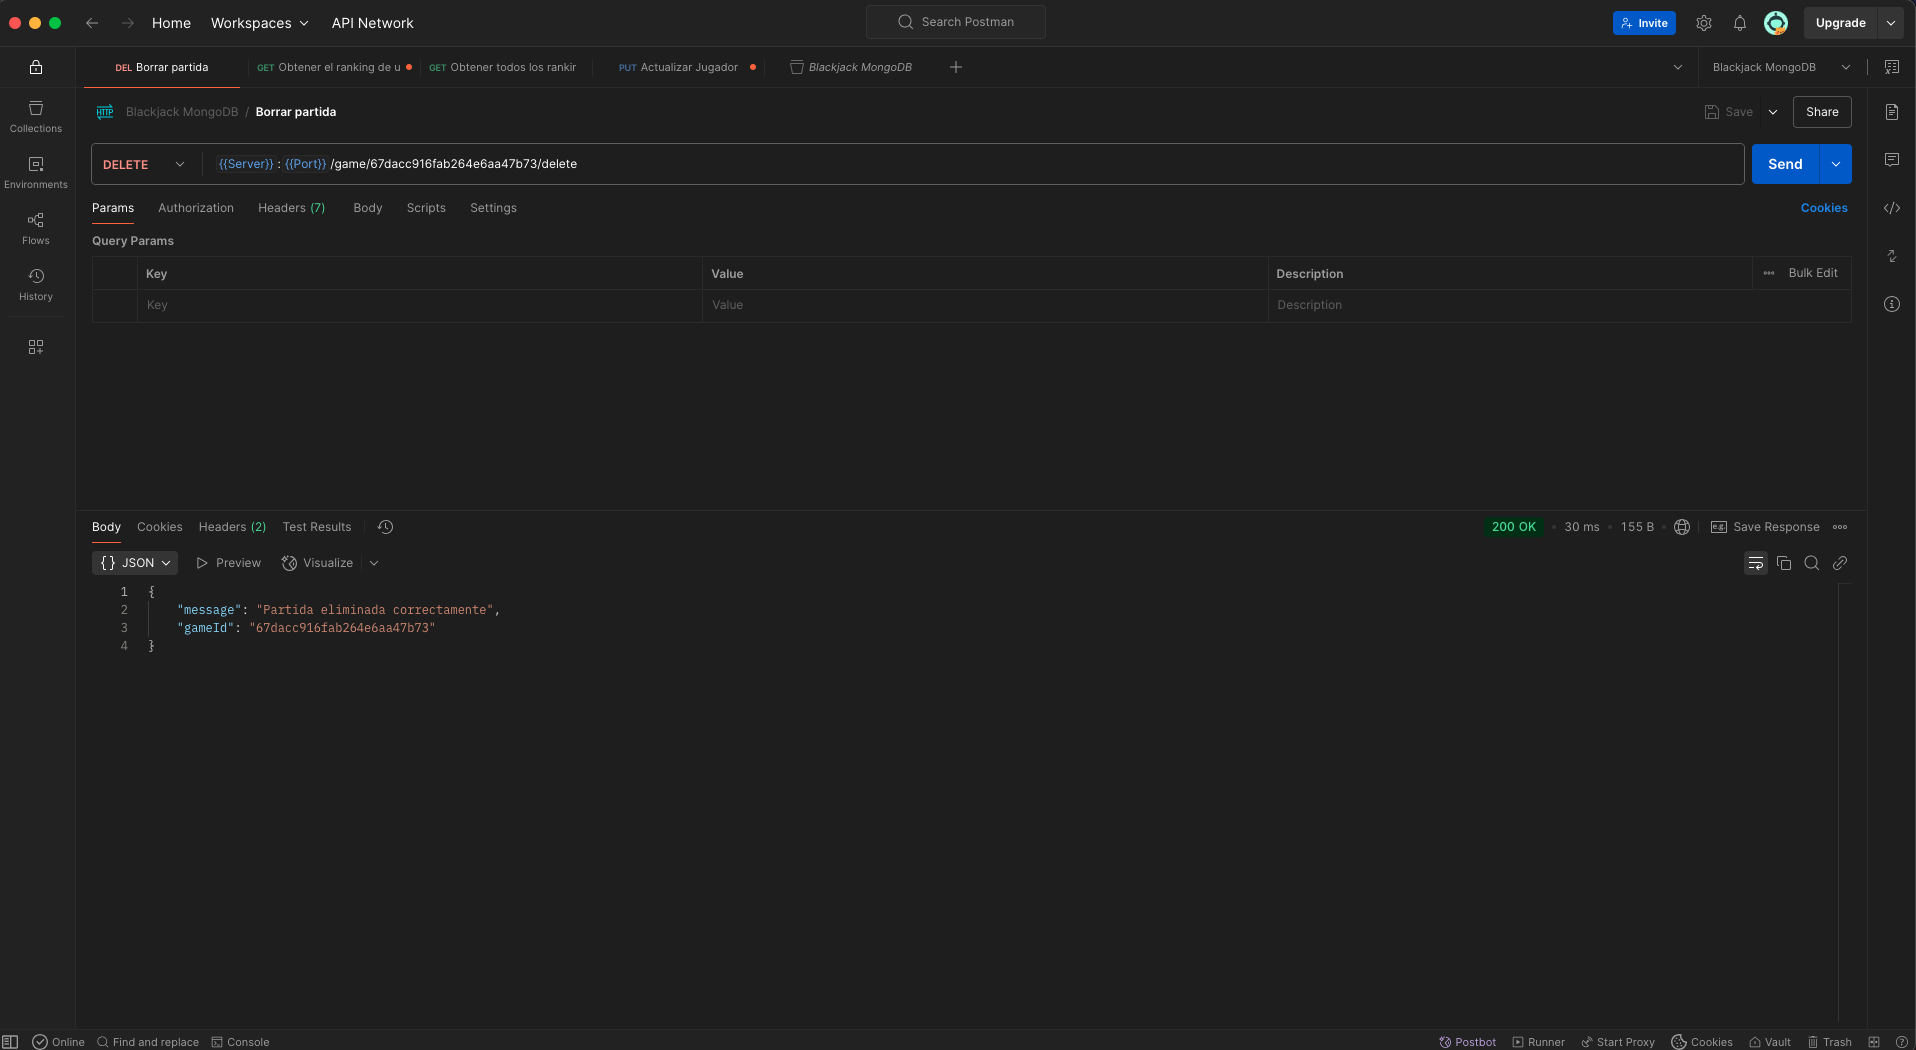 Home Workspaces API Network Search Postman Invite Upgrade
DEL Borrar partida GET Obtener el ranking de u GET Obtener todos los rankir PUT Actualizar Jugador Blackjack MongoDB Blackjack MongoDB
HTTP Blackjack MongoDB / Borrar partida Save Share
Collections
DELETE {{Server}} : {{Port}} /game/67dacc916fab264e6aa47b73/delete Send
Environments
Params Authorization Headers (7) Body Scripts Settings Cookies
Flows
Query Params
Key Value Description Bulk Edit
History
Key Value Description
Body Cookies Headers (2) Test Results 200 OK 30 ms 155 B e.g. Save Response
{} JSON Preview Visualize
1 {
2 "message": "Partida eliminada correctamente",
3 "gameId": "67dacc916fab264e6aa47b73"
4 }
Online Find and replace Console Postbot Runner Start Proxy Cookies Vault Trash